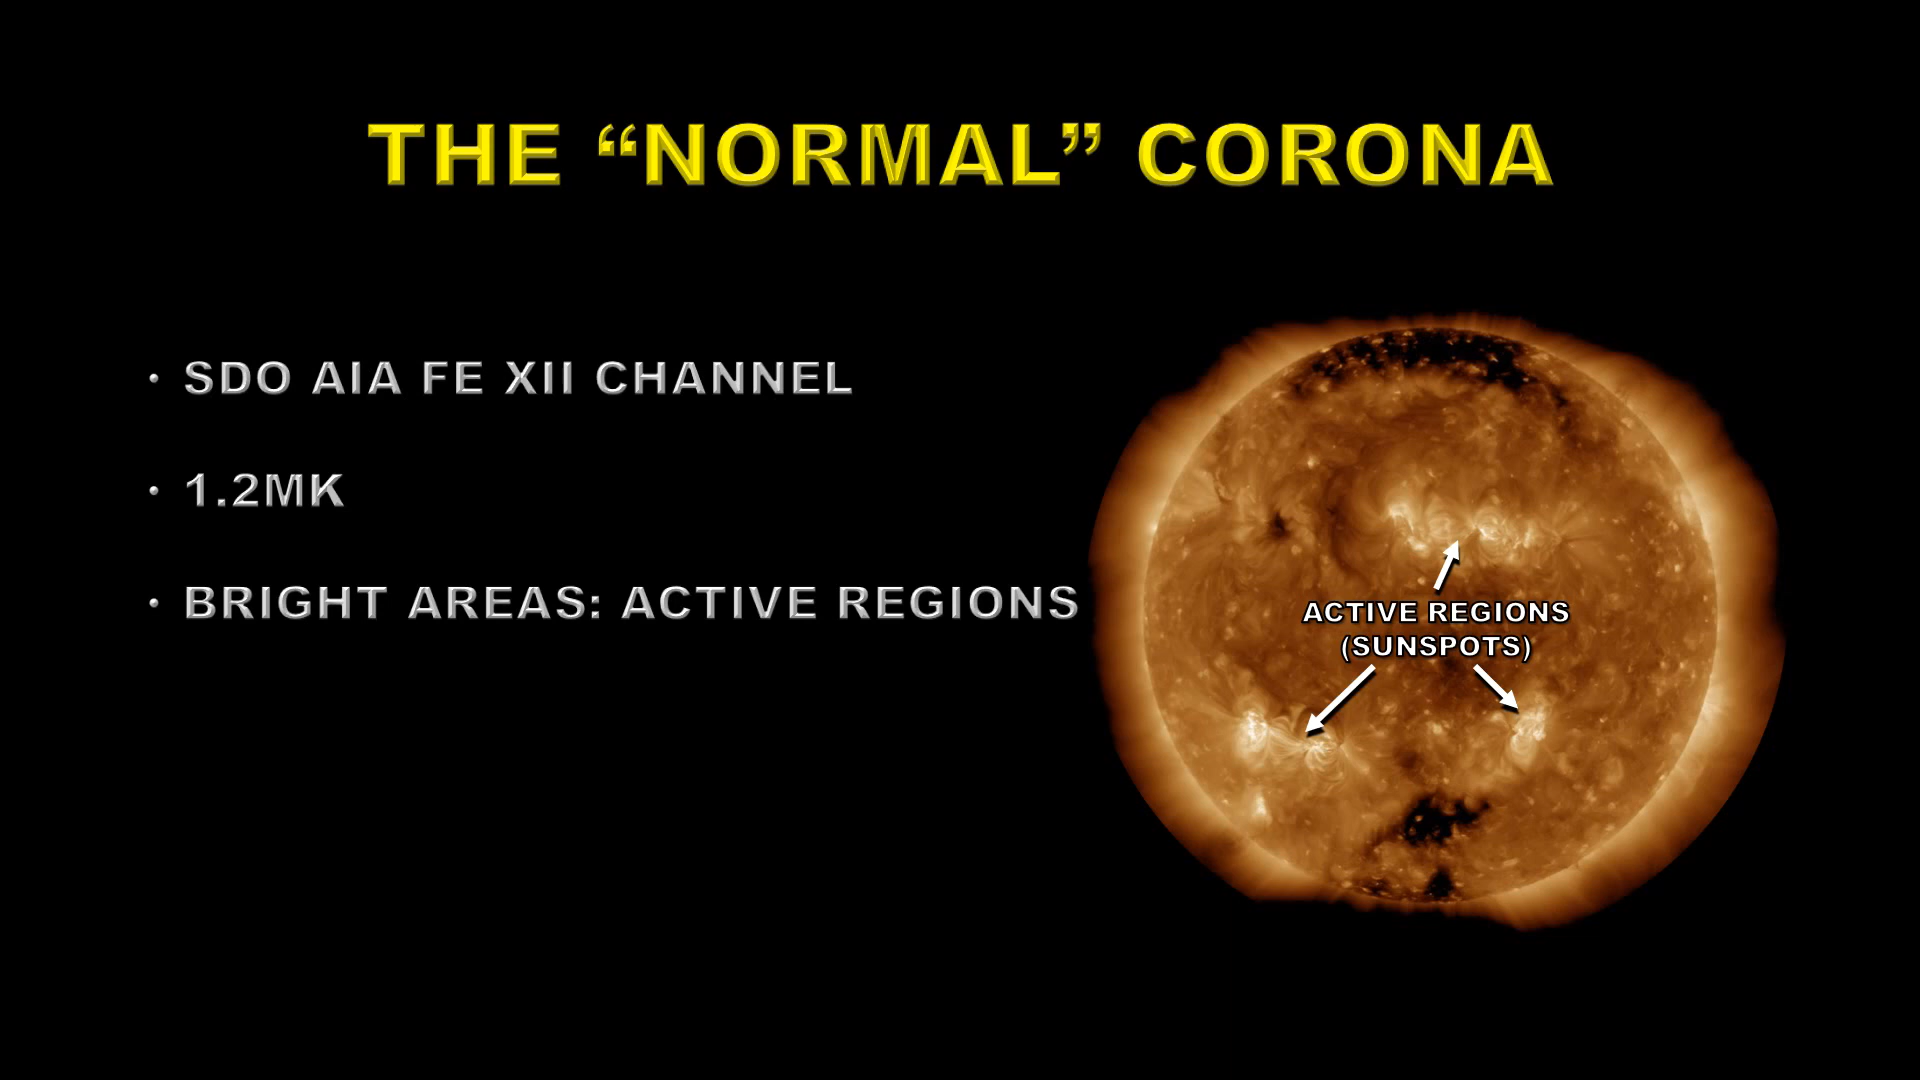 THE “NORMAL” CORONA
• SDO AIA FE XII CHANNEL
• 1.2MK
• BRIGHT AREAS: ACTIVE REGIONS
ACTIVE REGIONS
(SUNSPOTS)